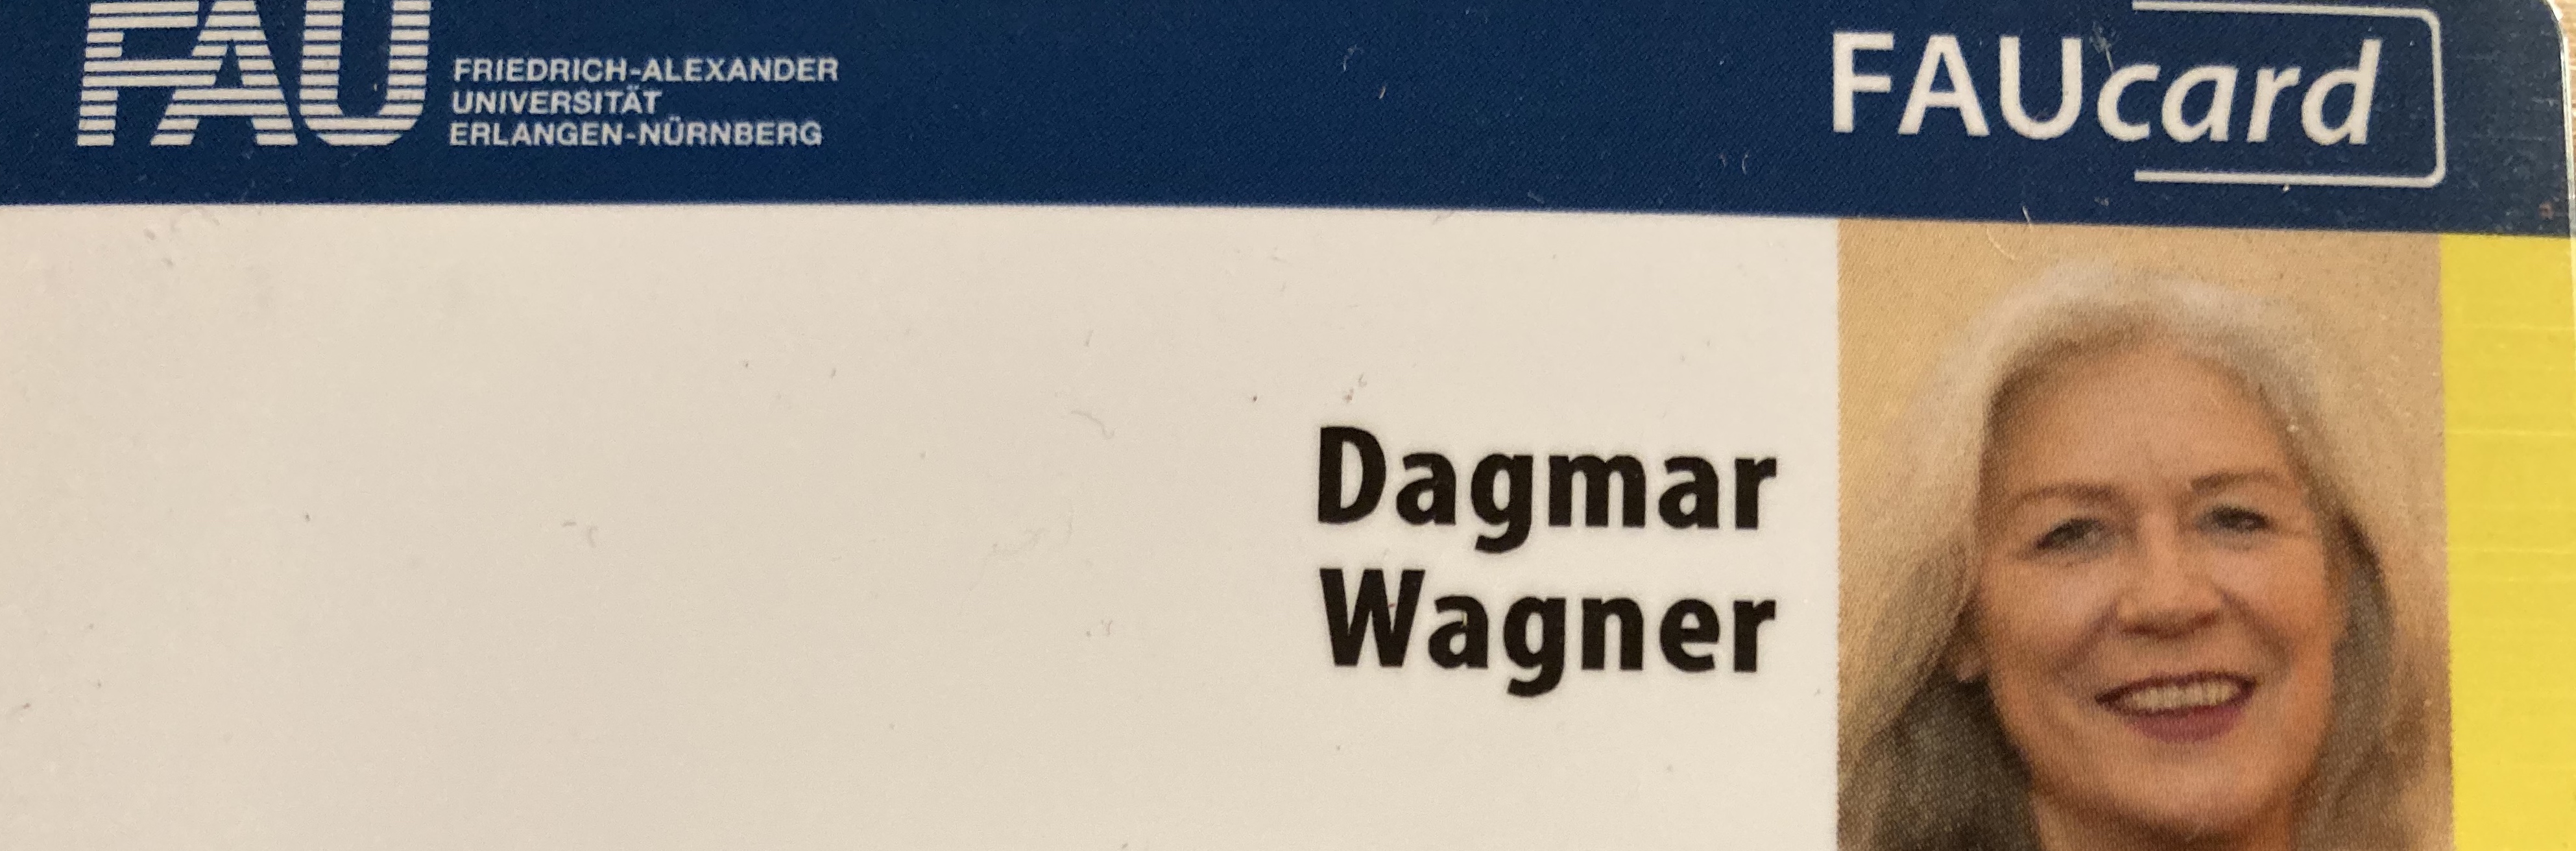 FAU
FRIEDRICH-ALEXANDER
UNIVERSITÄT
ERLANGEN-NÜRNBERG
FAUcard
Dagmar
Wagner